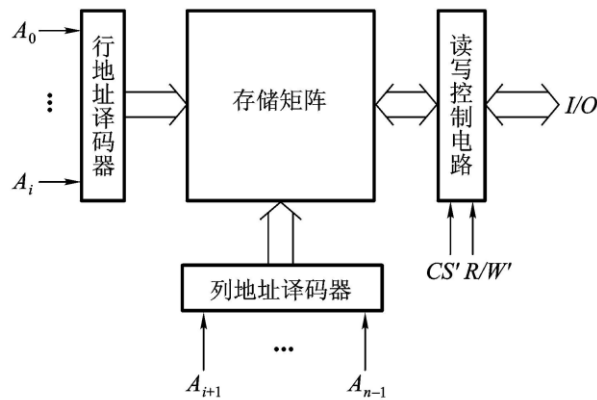 A0
⋮
Ai
行地址译码器
存储矩阵
读写控制电路
I/O
CS' R/W'
列地址译码器
Ai+1
...
An−1